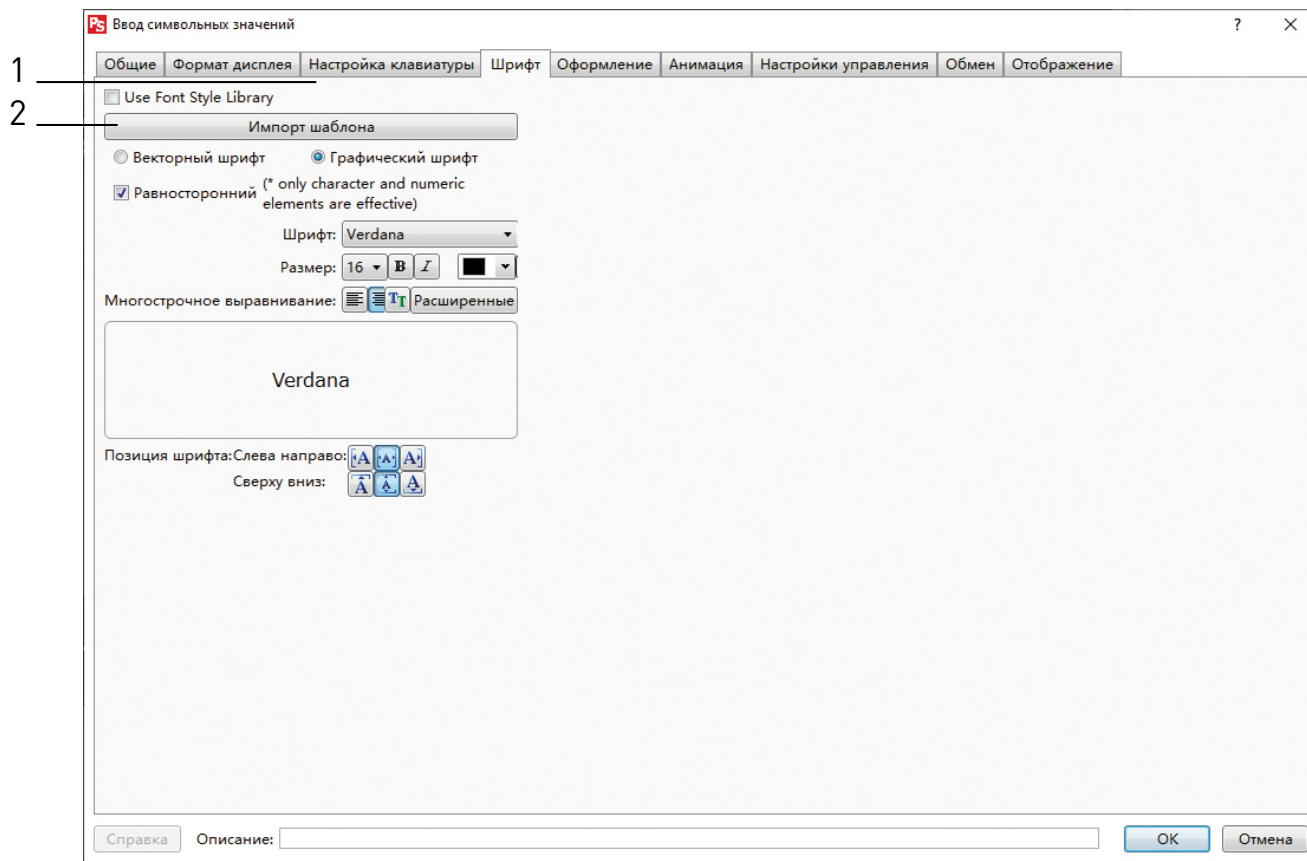 PS Ввод символьных значений ? ×
1
Общие Формат дисплея Настройка клавиатуры Шрифт Оформление Анимация Настройки управления Обмен Отображение
Use Font Style Library
2
Импорт шаблона
Векторный шрифт Графический шрифт
Равносторонний (* only character and numeric
elements are effective)
Шрифт: Verdana
Размер: 16 B I
Многострочное выравнивание: TT Расширенные
Verdana
Позиция шрифта:Слева направо: A A A
Сверху вниз: A A A
Справка Описание: OK Отмена